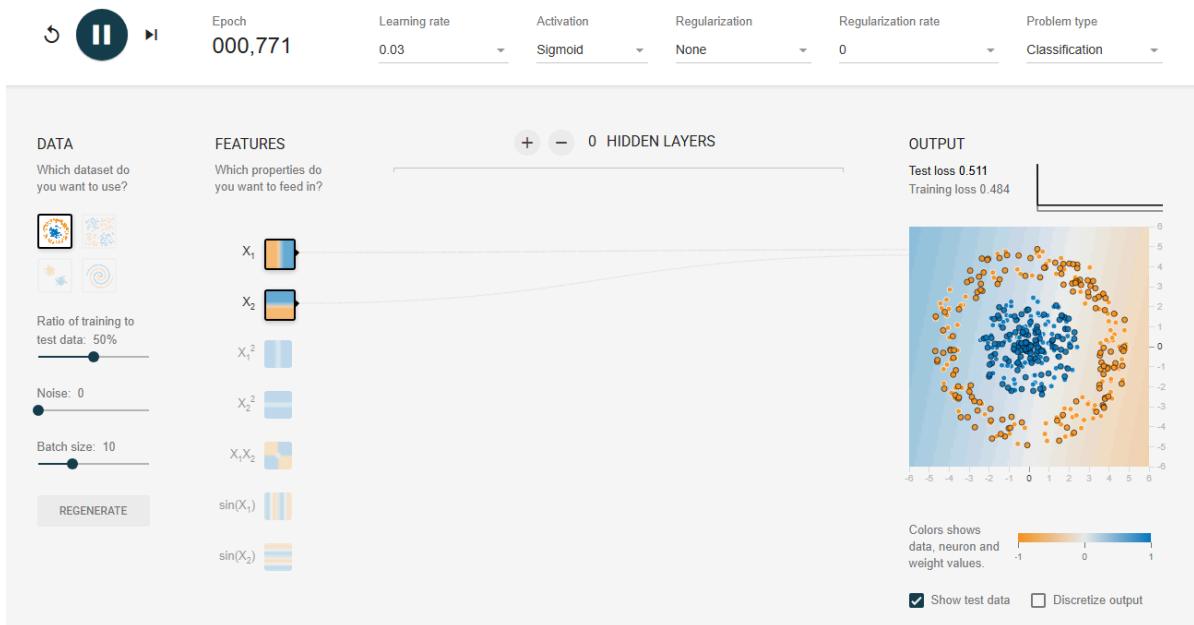 Epoch
000,771
Learning rate
0.03
Activation
Sigmoid
Regularization
None
Regularization rate
0
Problem type
Classification
DATA
Which dataset do
you want to use?
Ratio of training to
test data: 50%
Noise: 0
Batch size: 10
REGENERATE
FEATURES
Which properties do
you want to feed in?
X₁
X₂
X₁²
X₂²
X₁X₂
sin(X₁)
sin(X₂)
+ − 0 HIDDEN LAYERS
OUTPUT
Test loss 0.511
Training loss 0.484
6
5
4
3
2
1
0
-1
-2
-3
-4
-5
-6
-6 -5 -4 -3 -2 -1 0 1 2 3 4 5 6
Colors shows
data, neuron and
weight values.
-1 0 1
Show test data
Discretize output